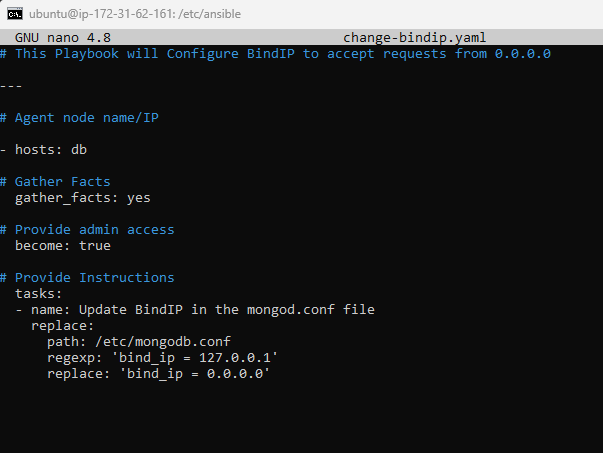 ubuntu@ip-172-31-62-161: /etc/ansible
GNU nano 4.8 change-bindip.yaml
# This Playbook will Configure BindIP to accept requests from 0.0.0.0
---
# Agent node name/IP
- hosts: db
# Gather Facts
gather_facts: yes
# Provide admin access
become: true
# Provide Instructions
tasks:
- name: Update BindIP in the mongod.conf file
replace:
path: /etc/mongodb.conf
regexp: 'bind_ip = 127.0.0.1'
replace: 'bind_ip = 0.0.0.0'